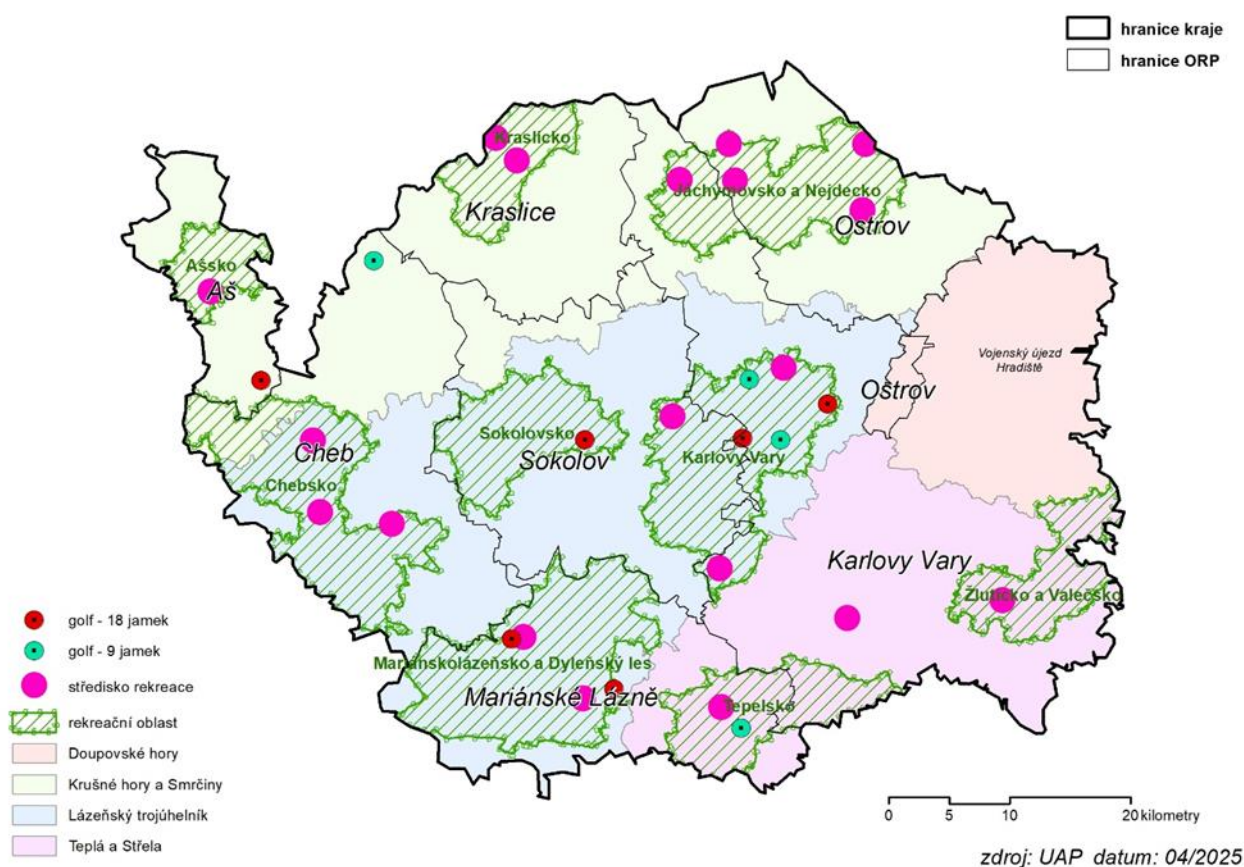 hranice kraje
hranice ORP
Kraslicko
Kraslice
Jáchymovsko a Nejdecko
Ostrov
Ašsko
Aš
Vojenský újezd
Hradiště
Ostrov
Sokolovsko
Sokolov
Karlovy Vary
Cheb
Chebsko
Karlovy Vary
Žluticko a Valečsko
Mariánskolázeňsko a Dyleňský les
Mariánské Lázně
Tepelsko
golf - 18 jamek
golf - 9 jamek
středisko rekreace
rekreační oblast
Doupovské hory
Krušné hory a Smrčiny
Lázeňský trojúhelník
Teplá a Střela
0 5 10 20 kilometry
zdroj: UAP datum: 04/2025